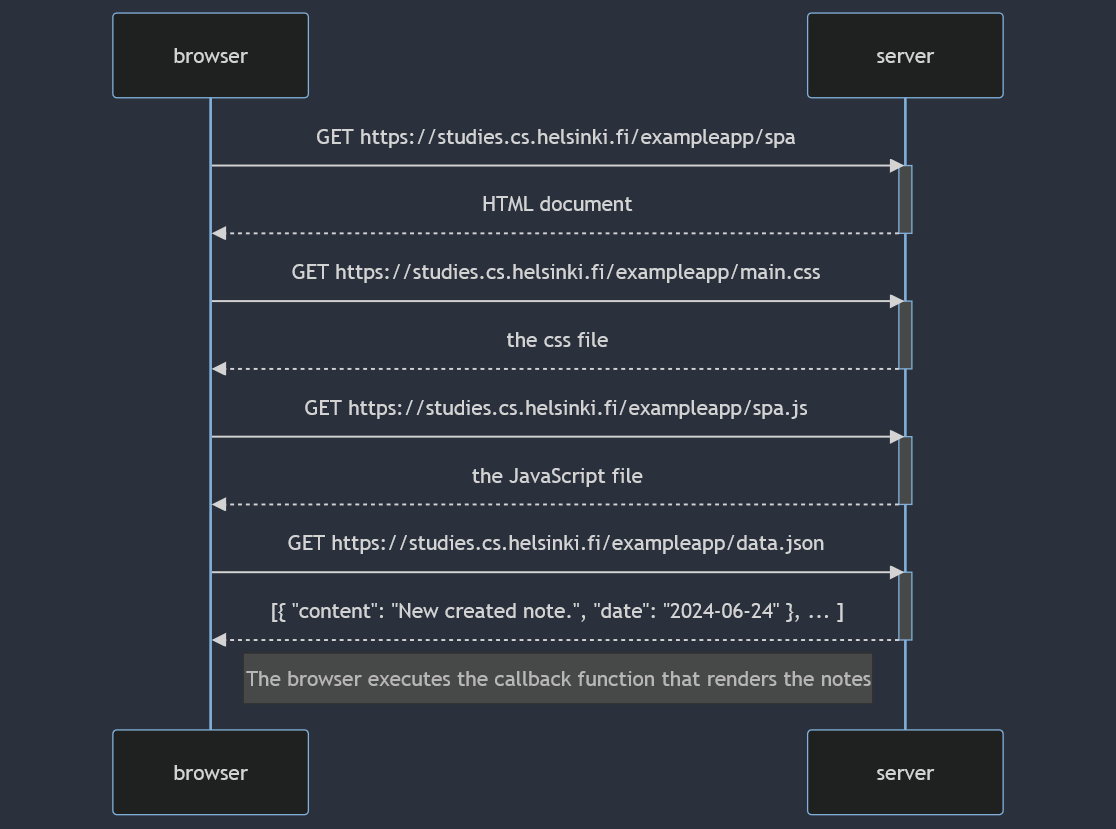 browser
server
GET https://studies.cs.helsinki.fi/exampleapp/spa
HTML document
GET https://studies.cs.helsinki.fi/exampleapp/main.css
the css file
GET https://studies.cs.helsinki.fi/exampleapp/spa.js
the JavaScript file
GET https://studies.cs.helsinki.fi/exampleapp/data.json
[{ "content": "New created note.", "date": "2024-06-24" }, ... ]
The browser executes the callback function that renders the notes
browser
server